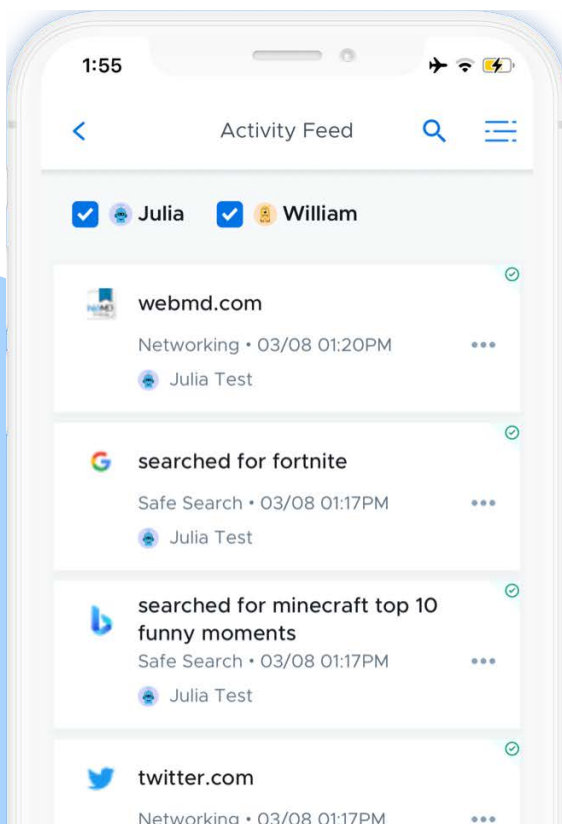 1:55
Activity Feed
Julia William
webmd.com
Networking • 03/08 01:20PM
Julia Test
searched for fortnite
Safe Search • 03/08 01:17PM
Julia Test
searched for minecraft top 10
funny moments
Safe Search • 03/08 01:17PM
Julia Test
twitter.com
Networking • 03/08 01:17PM